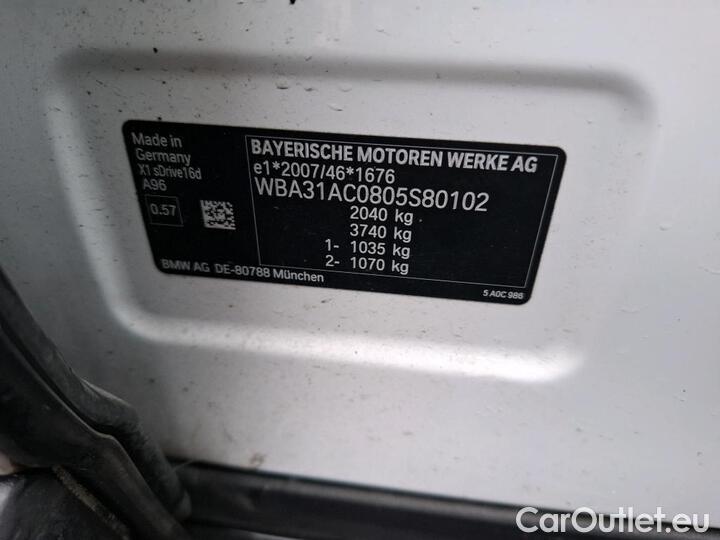 Made in
Germany
X1 sDrive16d
A96
0.57
BAYERISCHE MOTOREN WERKE AG
e1*2007/46*1676
WBA31AC0805S80102
2040 kg
3740 kg
1- 1035 kg
2- 1070 kg
BMW AG DE-80788 München
5 A0C 986
CarOutlet.eu